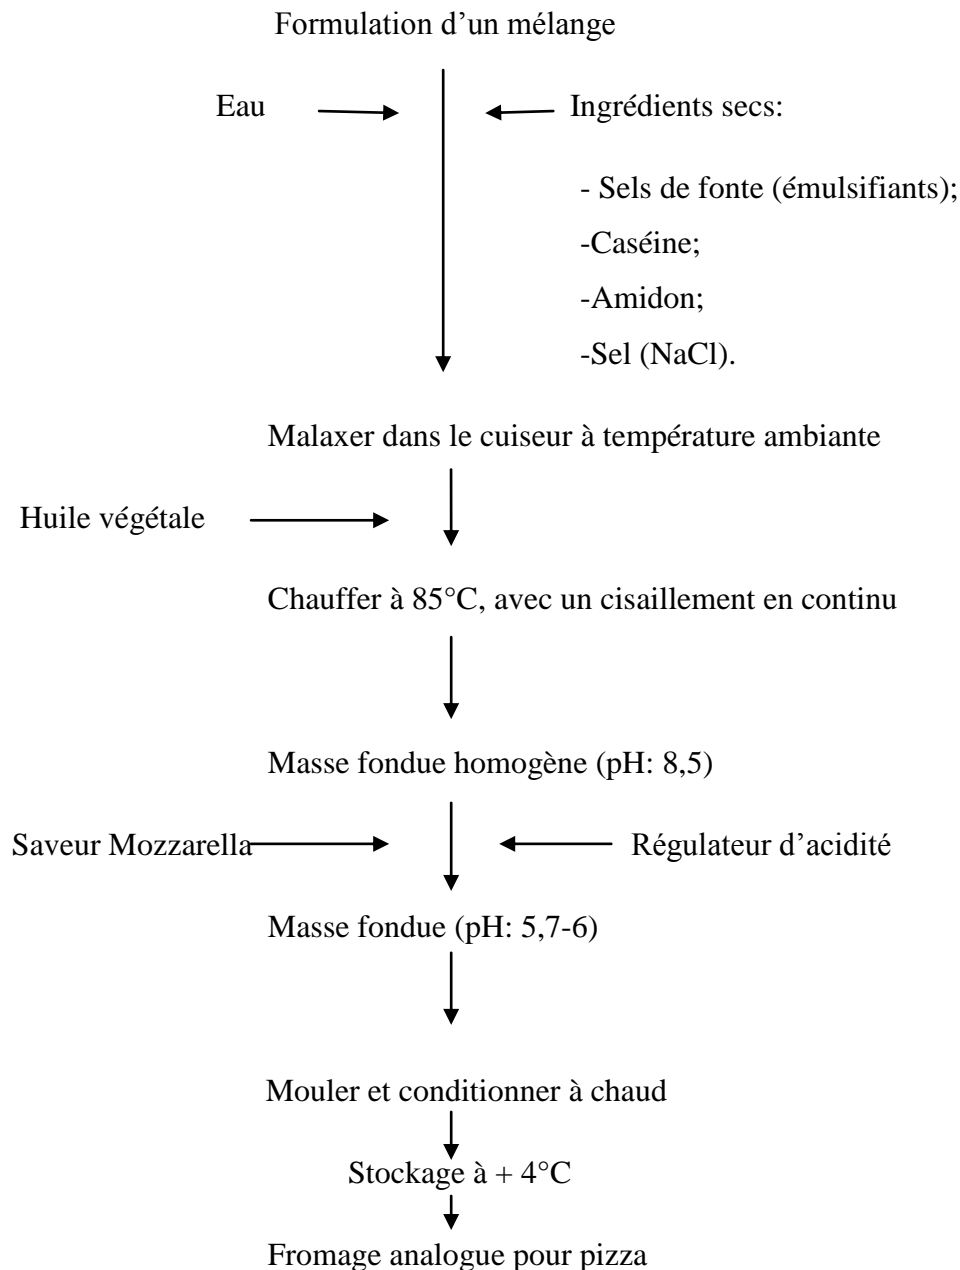 Formulation d’un mélange
Eau
Ingrédients secs:
- Sels de fonte (émulsifiants);
-Caséine;
-Amidon;
-Sel (NaCl).
Malaxer dans le cuiseur à température ambiante
Huile végétale
Chauffer à 85°C, avec un cisaillement en continu
Masse fondue homogène (pH: 8,5)
Saveur Mozzarella
Régulateur d’acidité
Masse fondue (pH: 5,7-6)
Mouler et conditionner à chaud
Stockage à + 4°C
Fromage analogue pour pizza